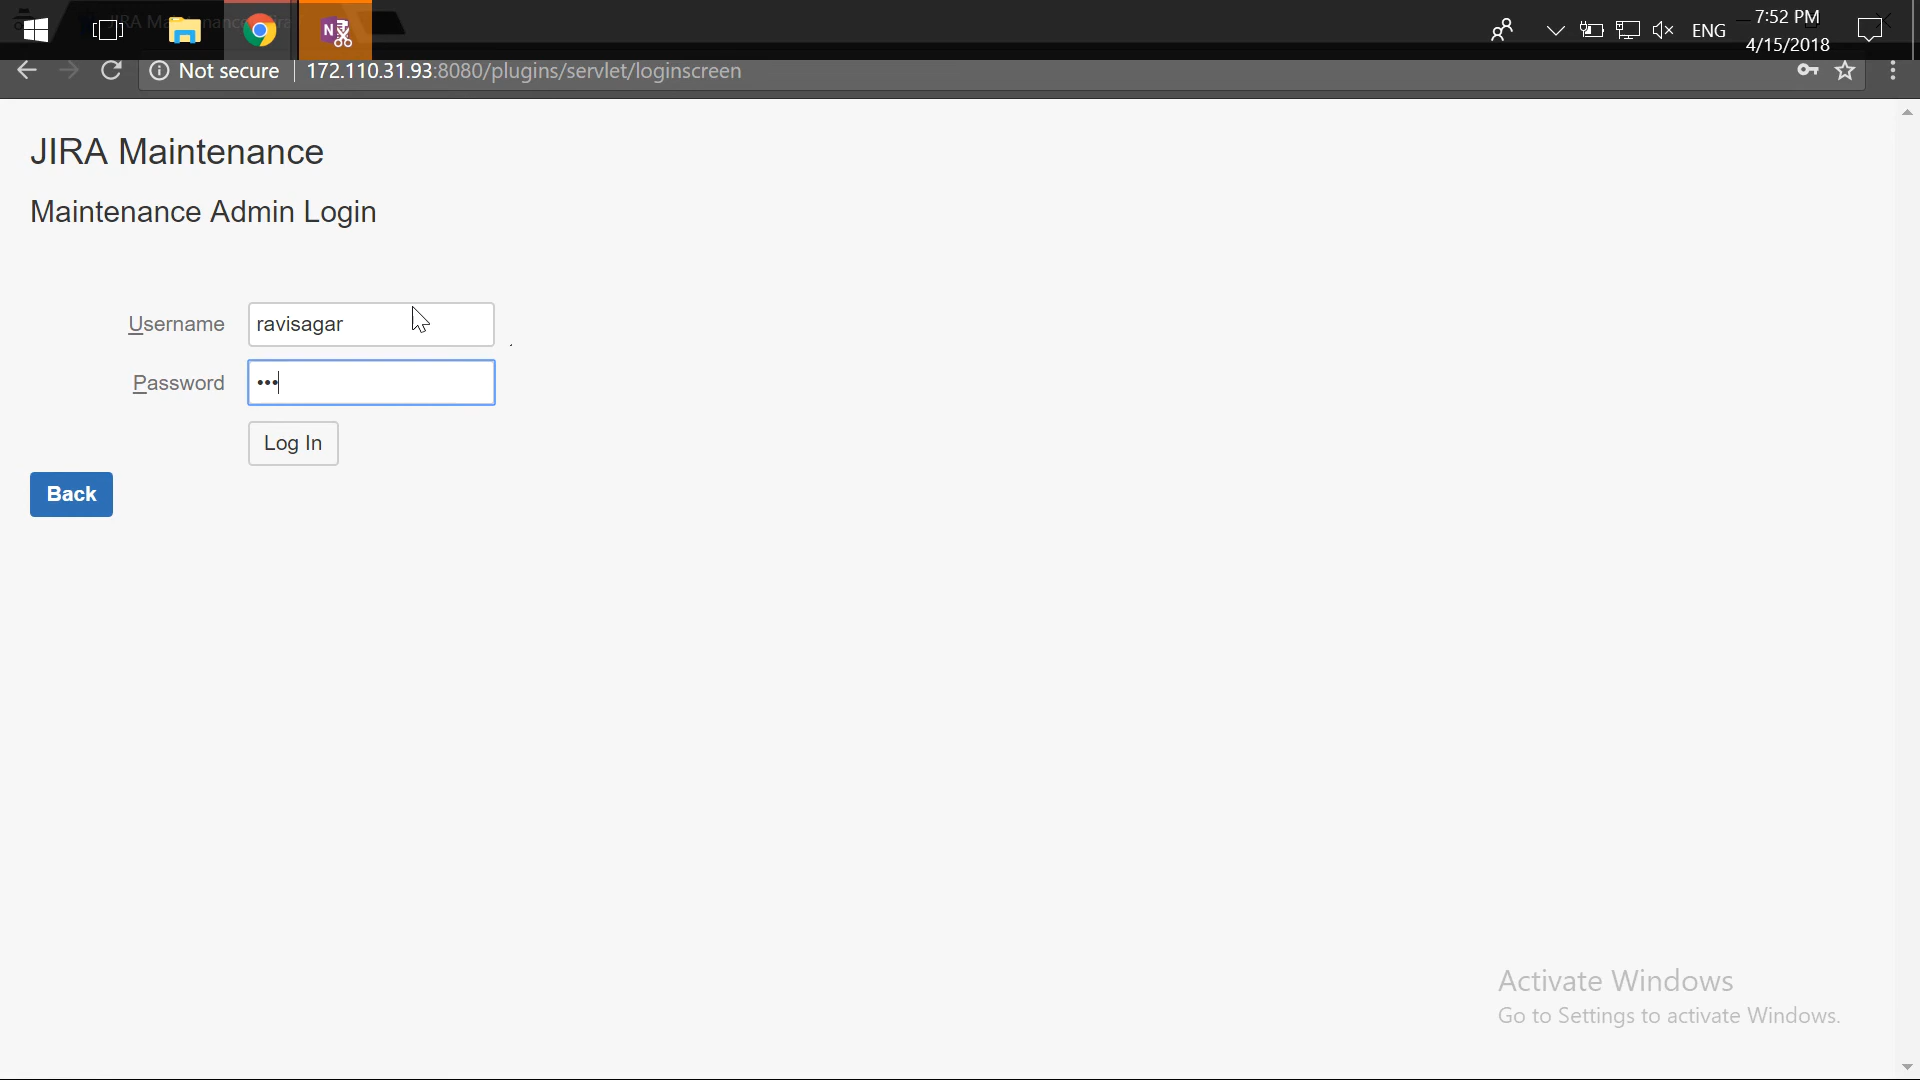 7:52 PM
ENG
4/15/2018
Not secure
172.110.31.93:8080/plugins/servlet/loginscreen
JIRA Maintenance
Maintenance Admin Login
Username ravisagar
Password •••
Log In
Back
Activate Windows
Go to Settings to activate Windows.